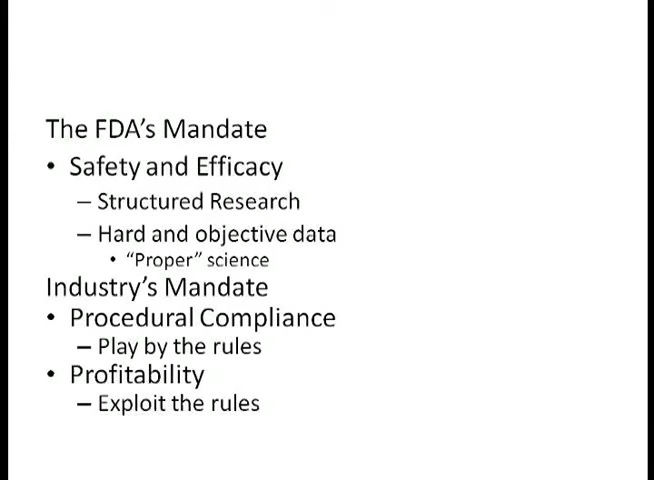 The FDA’s Mandate
• Safety and Efficacy
– Structured Research
– Hard and objective data
• “Proper” science
Industry’s Mandate
• Procedural Compliance
– Play by the rules
• Profitability
– Exploit the rules